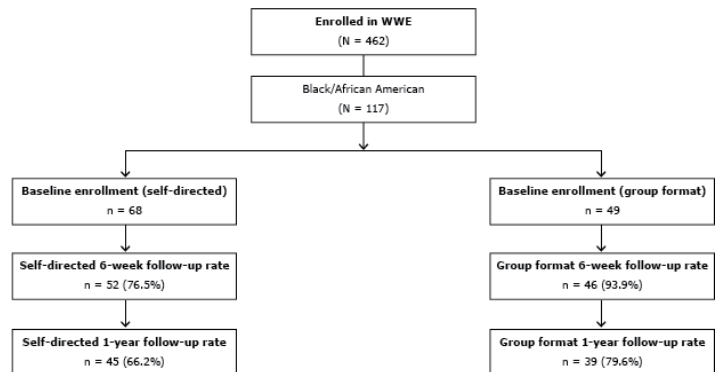 Enrolled in WWE
(N = 462)
Black/African American
(N = 117)
Baseline enrollment (self-directed)
n = 68
Baseline enrollment (group format)
n = 49
Self-directed 6-week follow-up rate
n = 52 (76.5%)
Group format 6-week follow-up rate
n = 46 (93.9%)
Self-directed 1-year follow-up rate
n = 45 (66.2%)
Group format 1-year follow-up rate
n = 39 (79.6%)